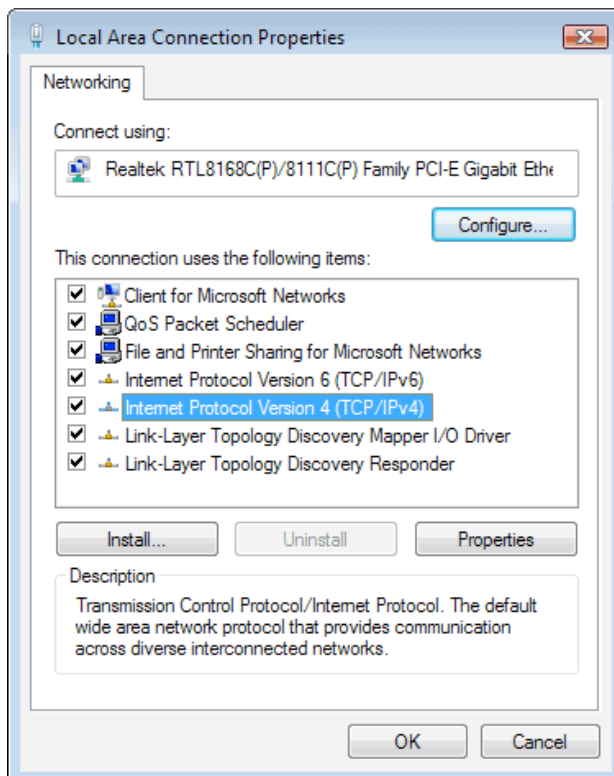 Local Area Connection Properties
Networking
Connect using:
Realtek RTL8168C(P)/8111C(P) Family PCI-E Gigabit Ethe
Configure...
This connection uses the following items:
Client for Microsoft Networks
QoS Packet Scheduler
File and Printer Sharing for Microsoft Networks
Internet Protocol Version 6 (TCP/IPv6)
Internet Protocol Version 4 (TCP/IPv4)
Link-Layer Topology Discovery Mapper I/O Driver
Link-Layer Topology Discovery Responder
Install... Uninstall Properties
Description
Transmission Control Protocol/Internet Protocol. The default
wide area network protocol that provides communication
across diverse interconnected networks.
OK Cancel